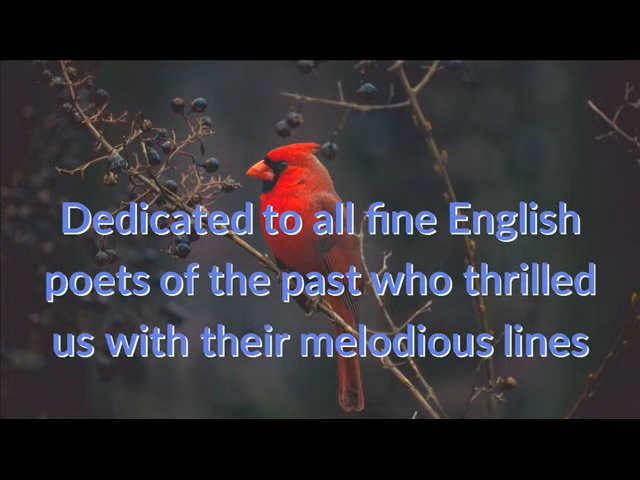 Dedicated to all fine English
poets of the past who thrilled
us with their melodious lines